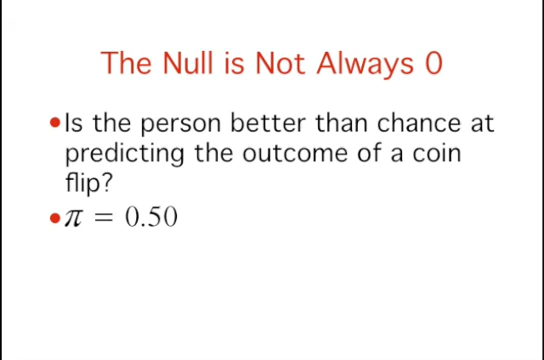 The Null is Not Always 0
•Is the person better than chance at
predicting the outcome of a coin
flip?
•π = 0.50